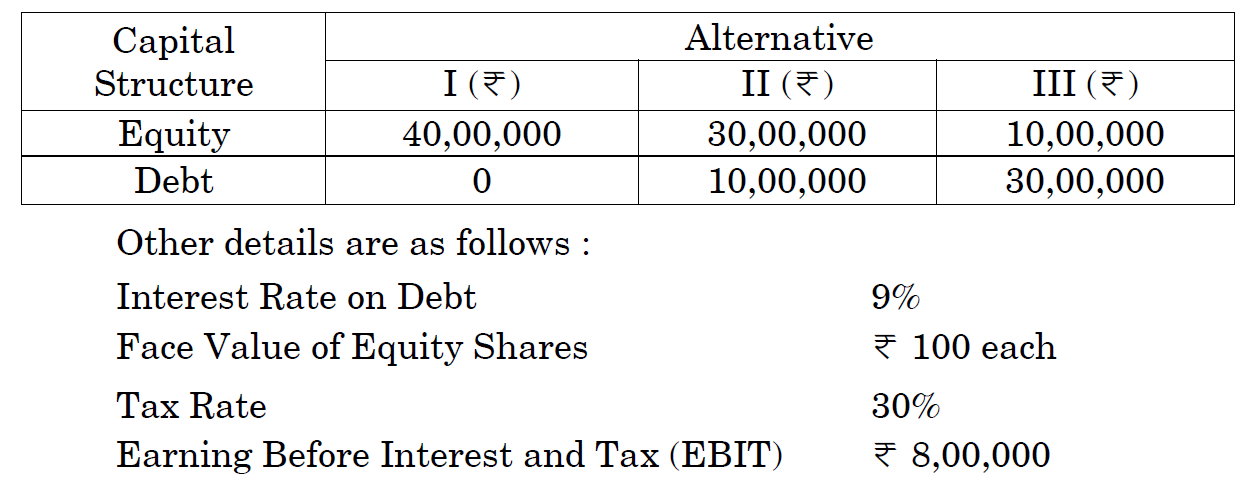 Capital Structure Alternative
I (₹) II (₹) III (₹)
Equity 40,00,000 30,00,000 10,00,000
Debt 0 10,00,000 30,00,000
Other details are as follows :
Interest Rate on Debt 9%
Face Value of Equity Shares ₹ 100 each
Tax Rate 30%
Earning Before Interest and Tax (EBIT) ₹ 8,00,000